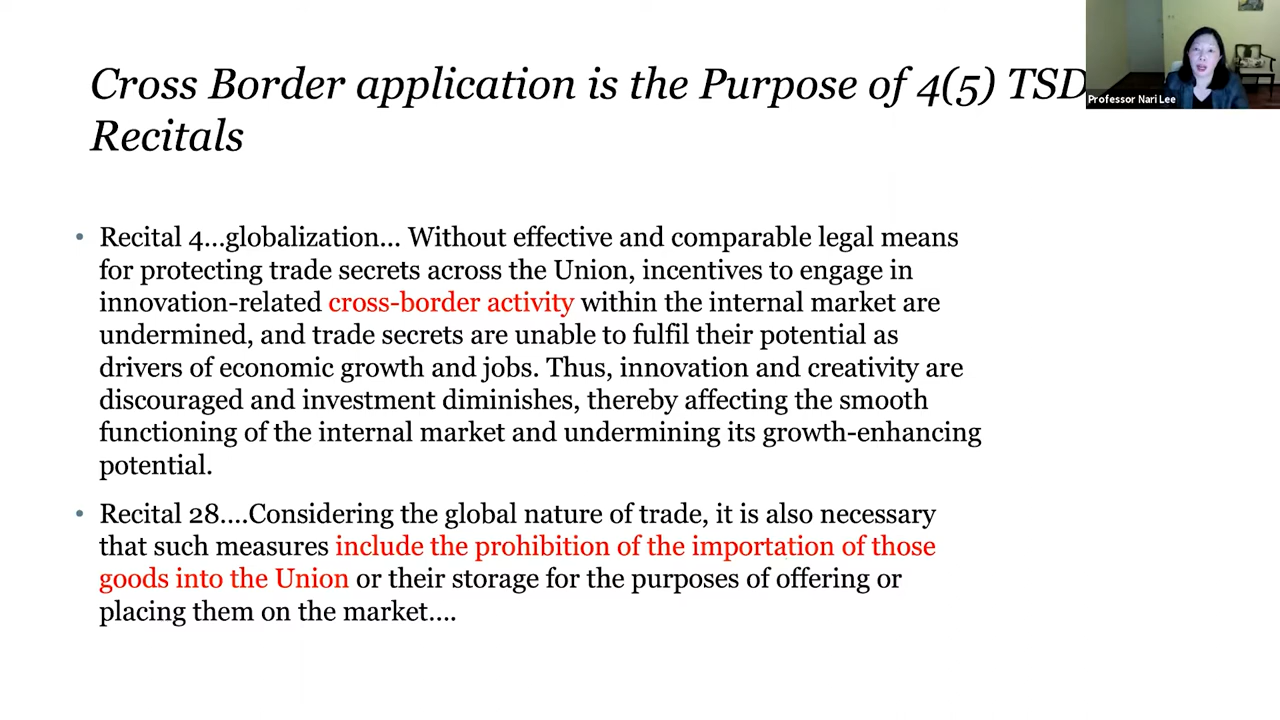 Cross Border application is the Purpose of 4(5) TSD
Recitals
Professor Nari Lee
• Recital 4...globalization... Without effective and comparable legal means
for protecting trade secrets across the Union, incentives to engage in
innovation-related cross-border activity within the internal market are
undermined, and trade secrets are unable to fulfil their potential as
drivers of economic growth and jobs. Thus, innovation and creativity are
discouraged and investment diminishes, thereby affecting the smooth
functioning of the internal market and undermining its growth-enhancing
potential.
• Recital 28....Considering the global nature of trade, it is also necessary
that such measures include the prohibition of the importation of those
goods into the Union or their storage for the purposes of offering or
placing them on the market....